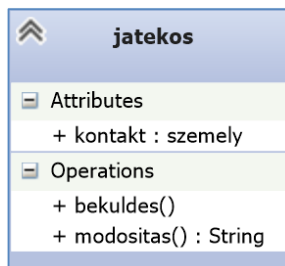 jatekos
Attributes
+ kontakt : szemely
Operations
+ bekuldes()
+ modositas() : String